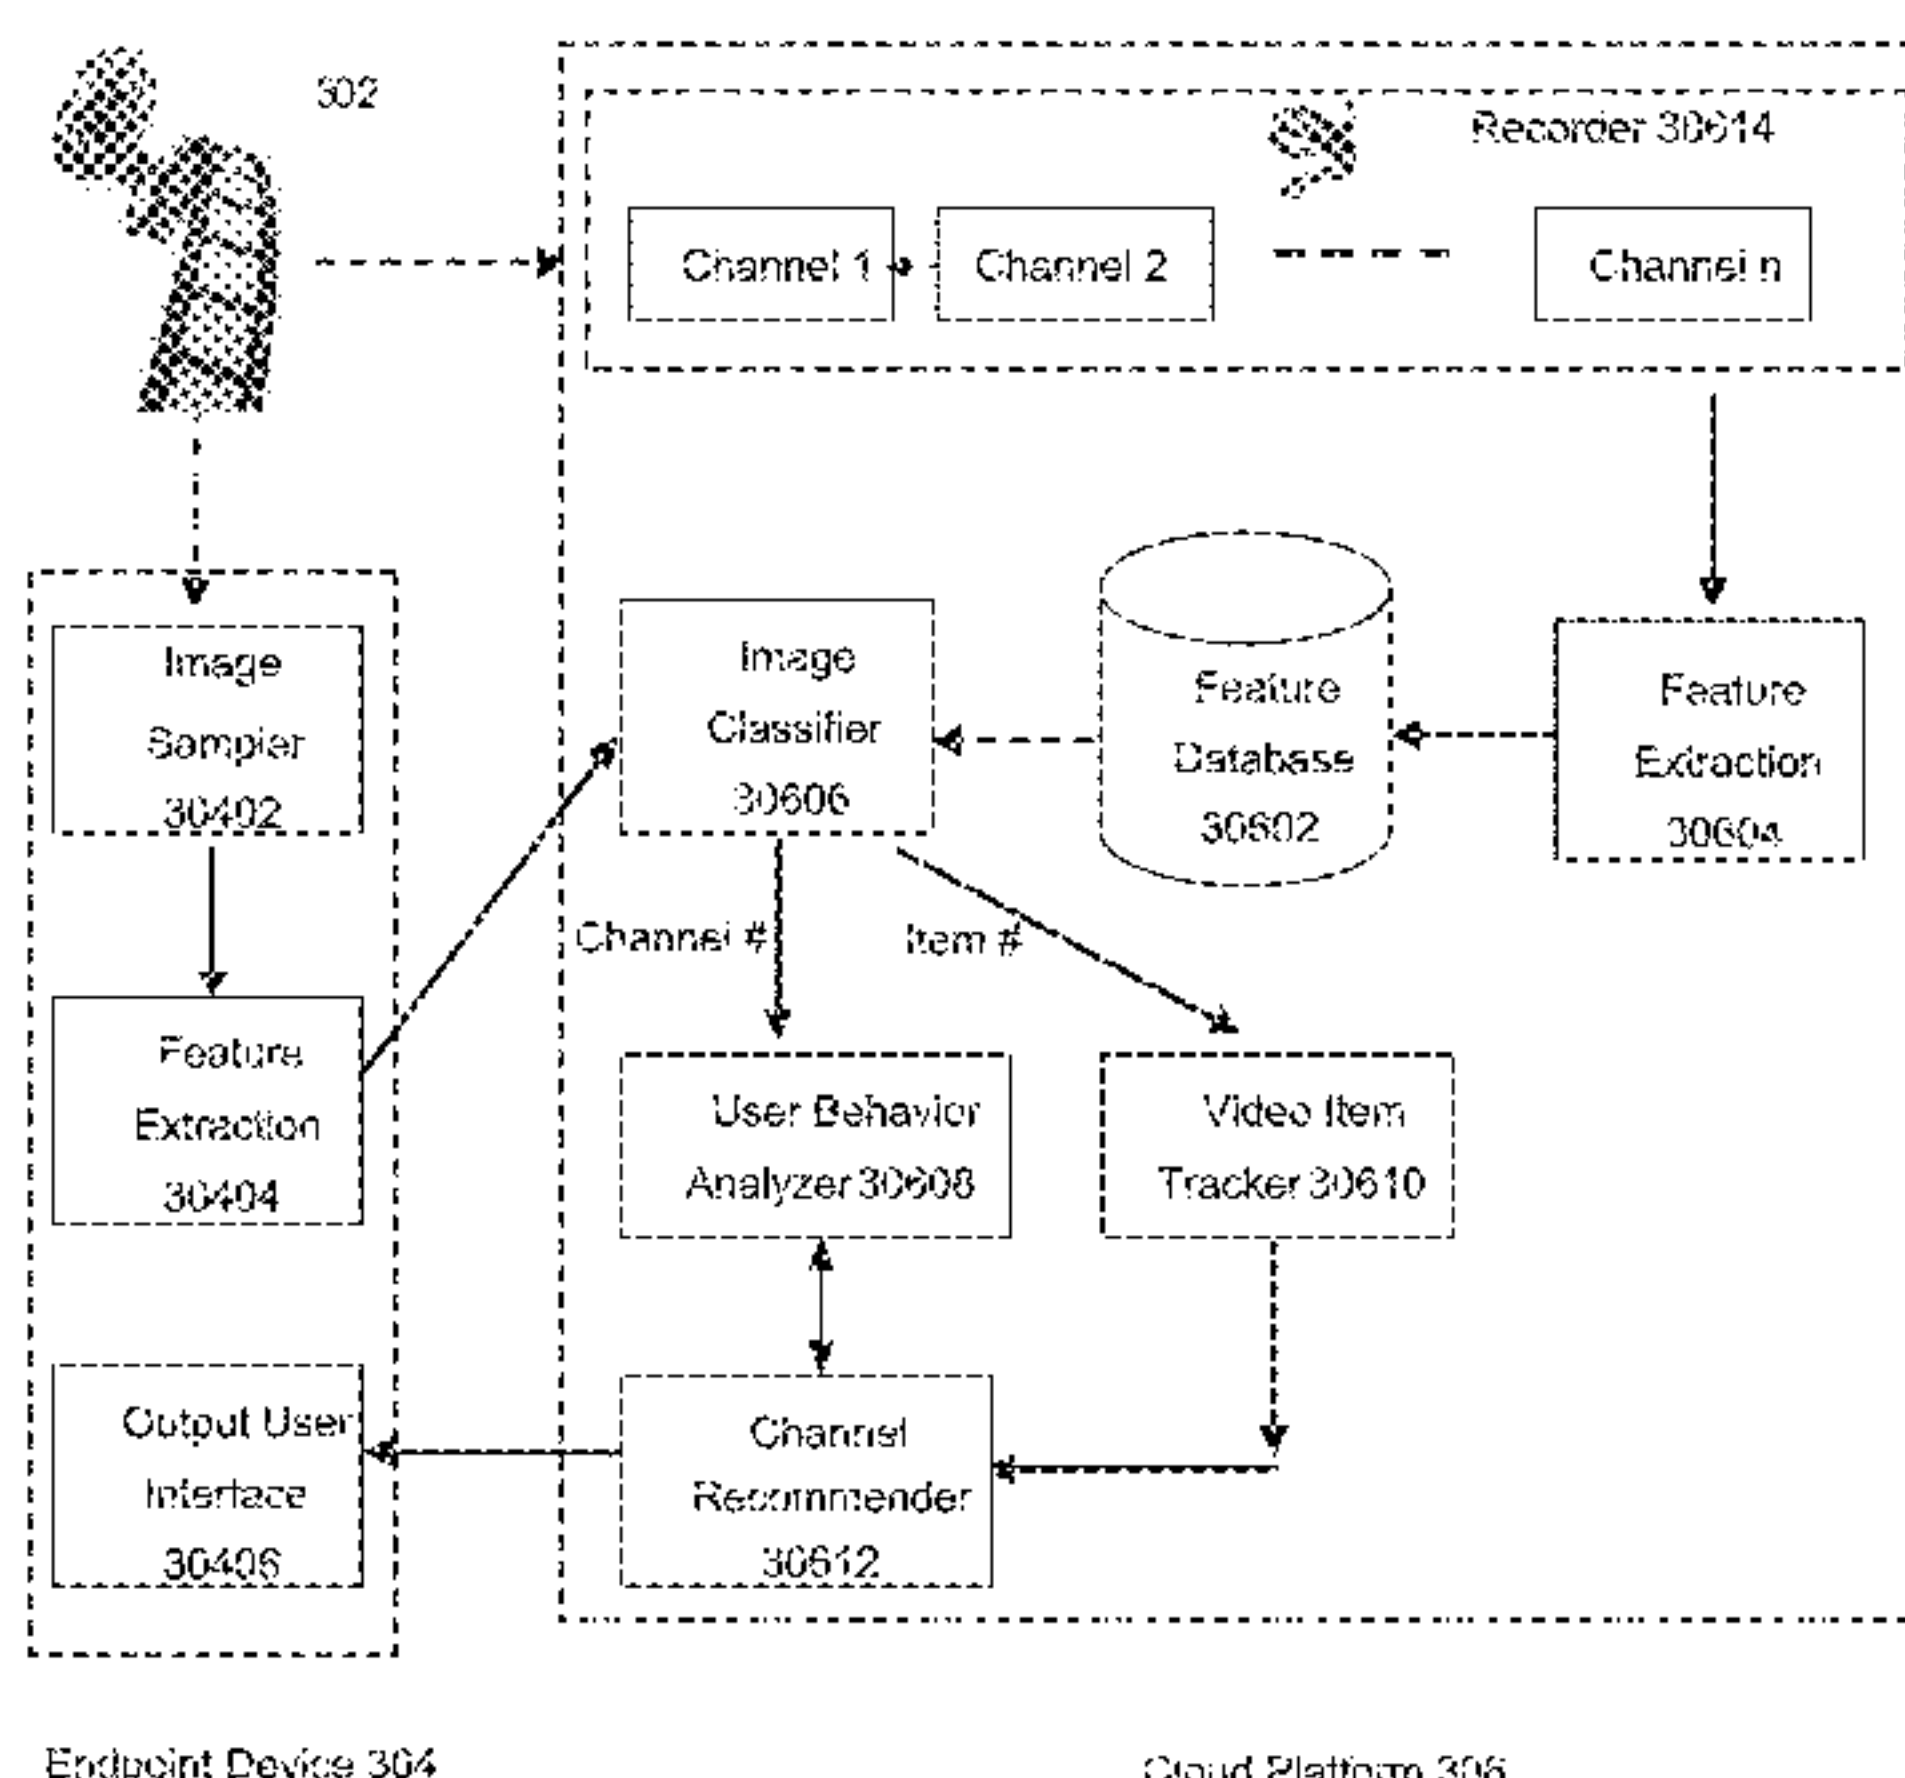 302
Recorder 30614
Channel 1
Channel 2
Channel n
Image
Sampler
30402
Image
Classifier
30606
Feature
Database
30602
Feature
Extraction
30604
Channel #
Item #
Feature
Extraction
30404
User Behavior
Analyzer 30608
Video Item
Tracker 30610
Output User
Interface
30406
Channel
Recommender
30612
Endpoint Device 304
Cloud Platform 306